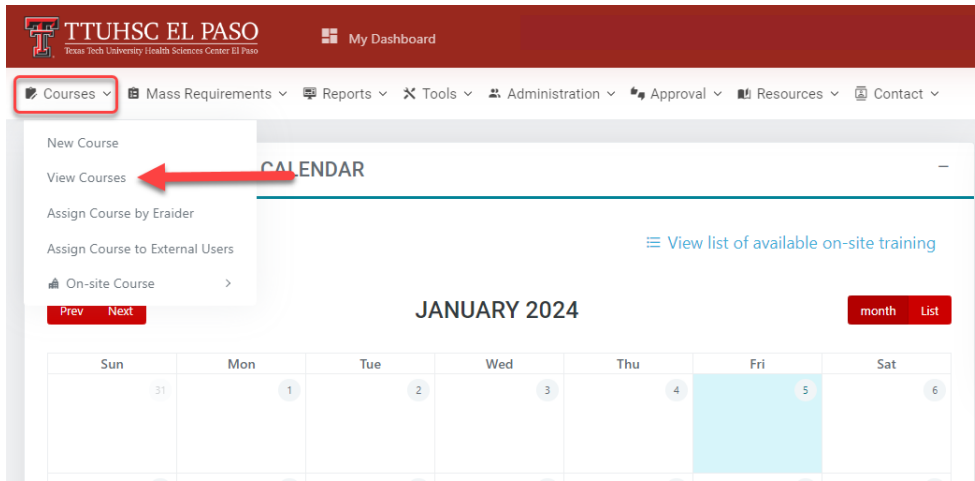 TTUHSC EL PASO
Texas Tech University Health Sciences Center El Paso
My Dashboard
Courses Mass Requirements Reports Tools Administration Approval Resources Contact
New Course
View Courses
Assign Course by Eraider
Assign Course to External Users
On-site Course
CALENDAR
View list of available on-site training
Prev Next
JANUARY 2024
month List
Sun Mon Tue Wed Thu Fri Sat
31 1 2 3 4 5 6